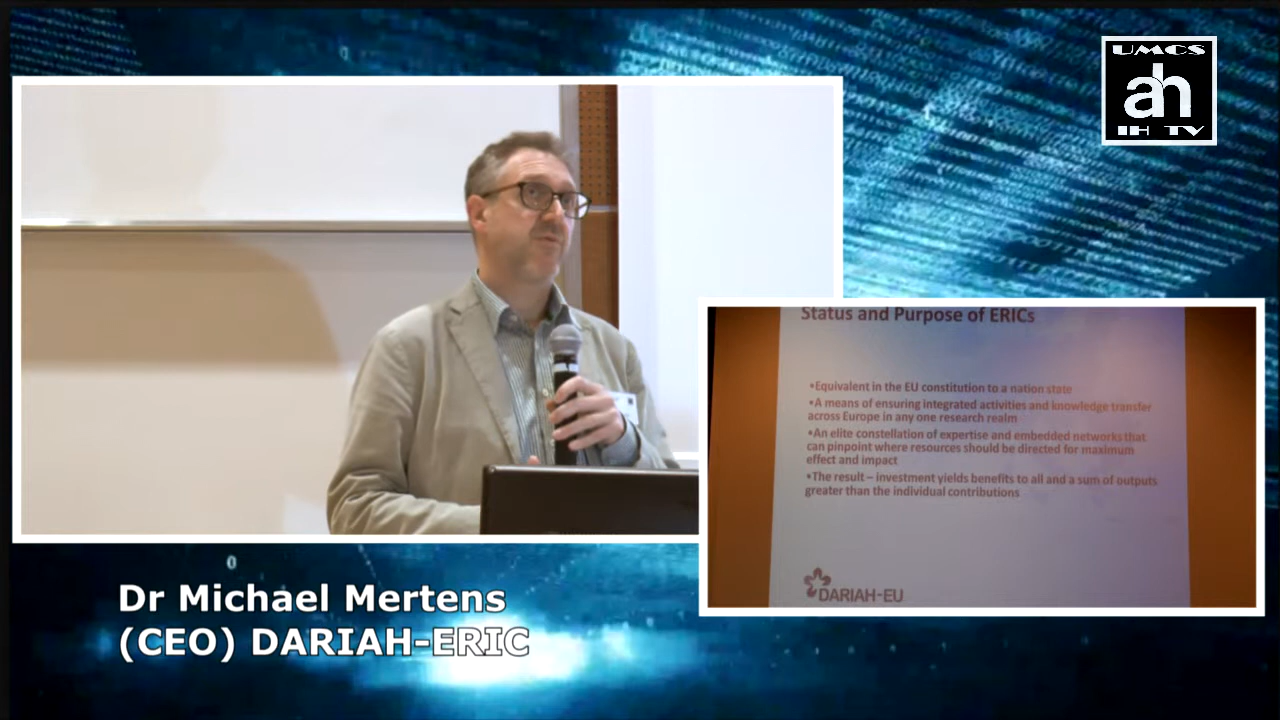 UMCS
ah
IH TV
Status and Purpose of ERICs
•Equivalent in the EU constitution to a nation state
•A means of ensuring integrated activities and knowledge transfer
across Europe in any one research realm
•An elite constellation of expertise and embedded networks that
can pinpoint where resources should be directed for maximum
effect and impact
•The result – investment yields benefits to all and a sum of outputs
greater than the individual contributions
DARIAH-EU
Dr Michael Mertens
(CEO) DARIAH-ERIC